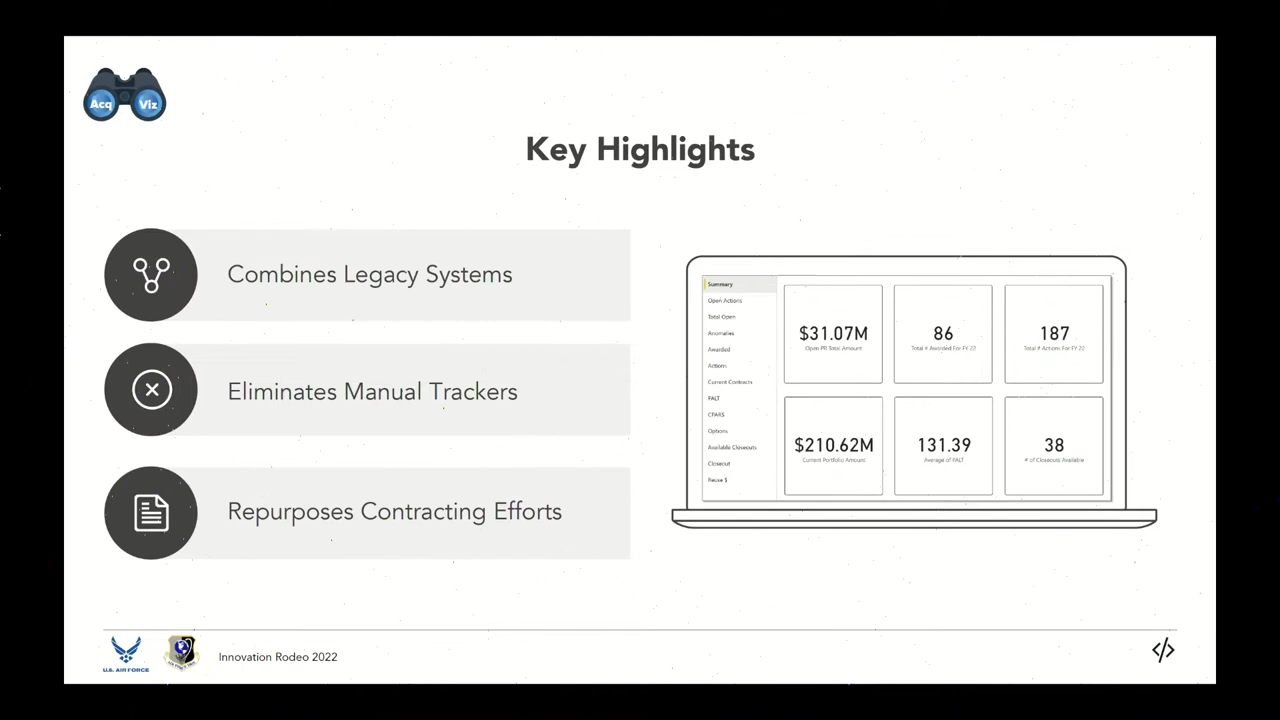 Acq Viz
Key Highlights
Combines Legacy Systems
Eliminates Manual Trackers
Repurposes Contracting Efforts
Summary
Open Actions
Total Open
Anomalies
Awarded
Actions
Current Contracts
PALT
CPARS
Options
Available Closeouts
Closeout
Reuse $
$31.07M
Open PR Total Amount
86
Total # Awarded For FY 22
187
Total # Actions For FY 22
$210.62M
Current Portfolio Amount
131.39
Average of PALT
38
# of Closeouts Available
U.S. AIR FORCE
Innovation Rodeo 2022
</>